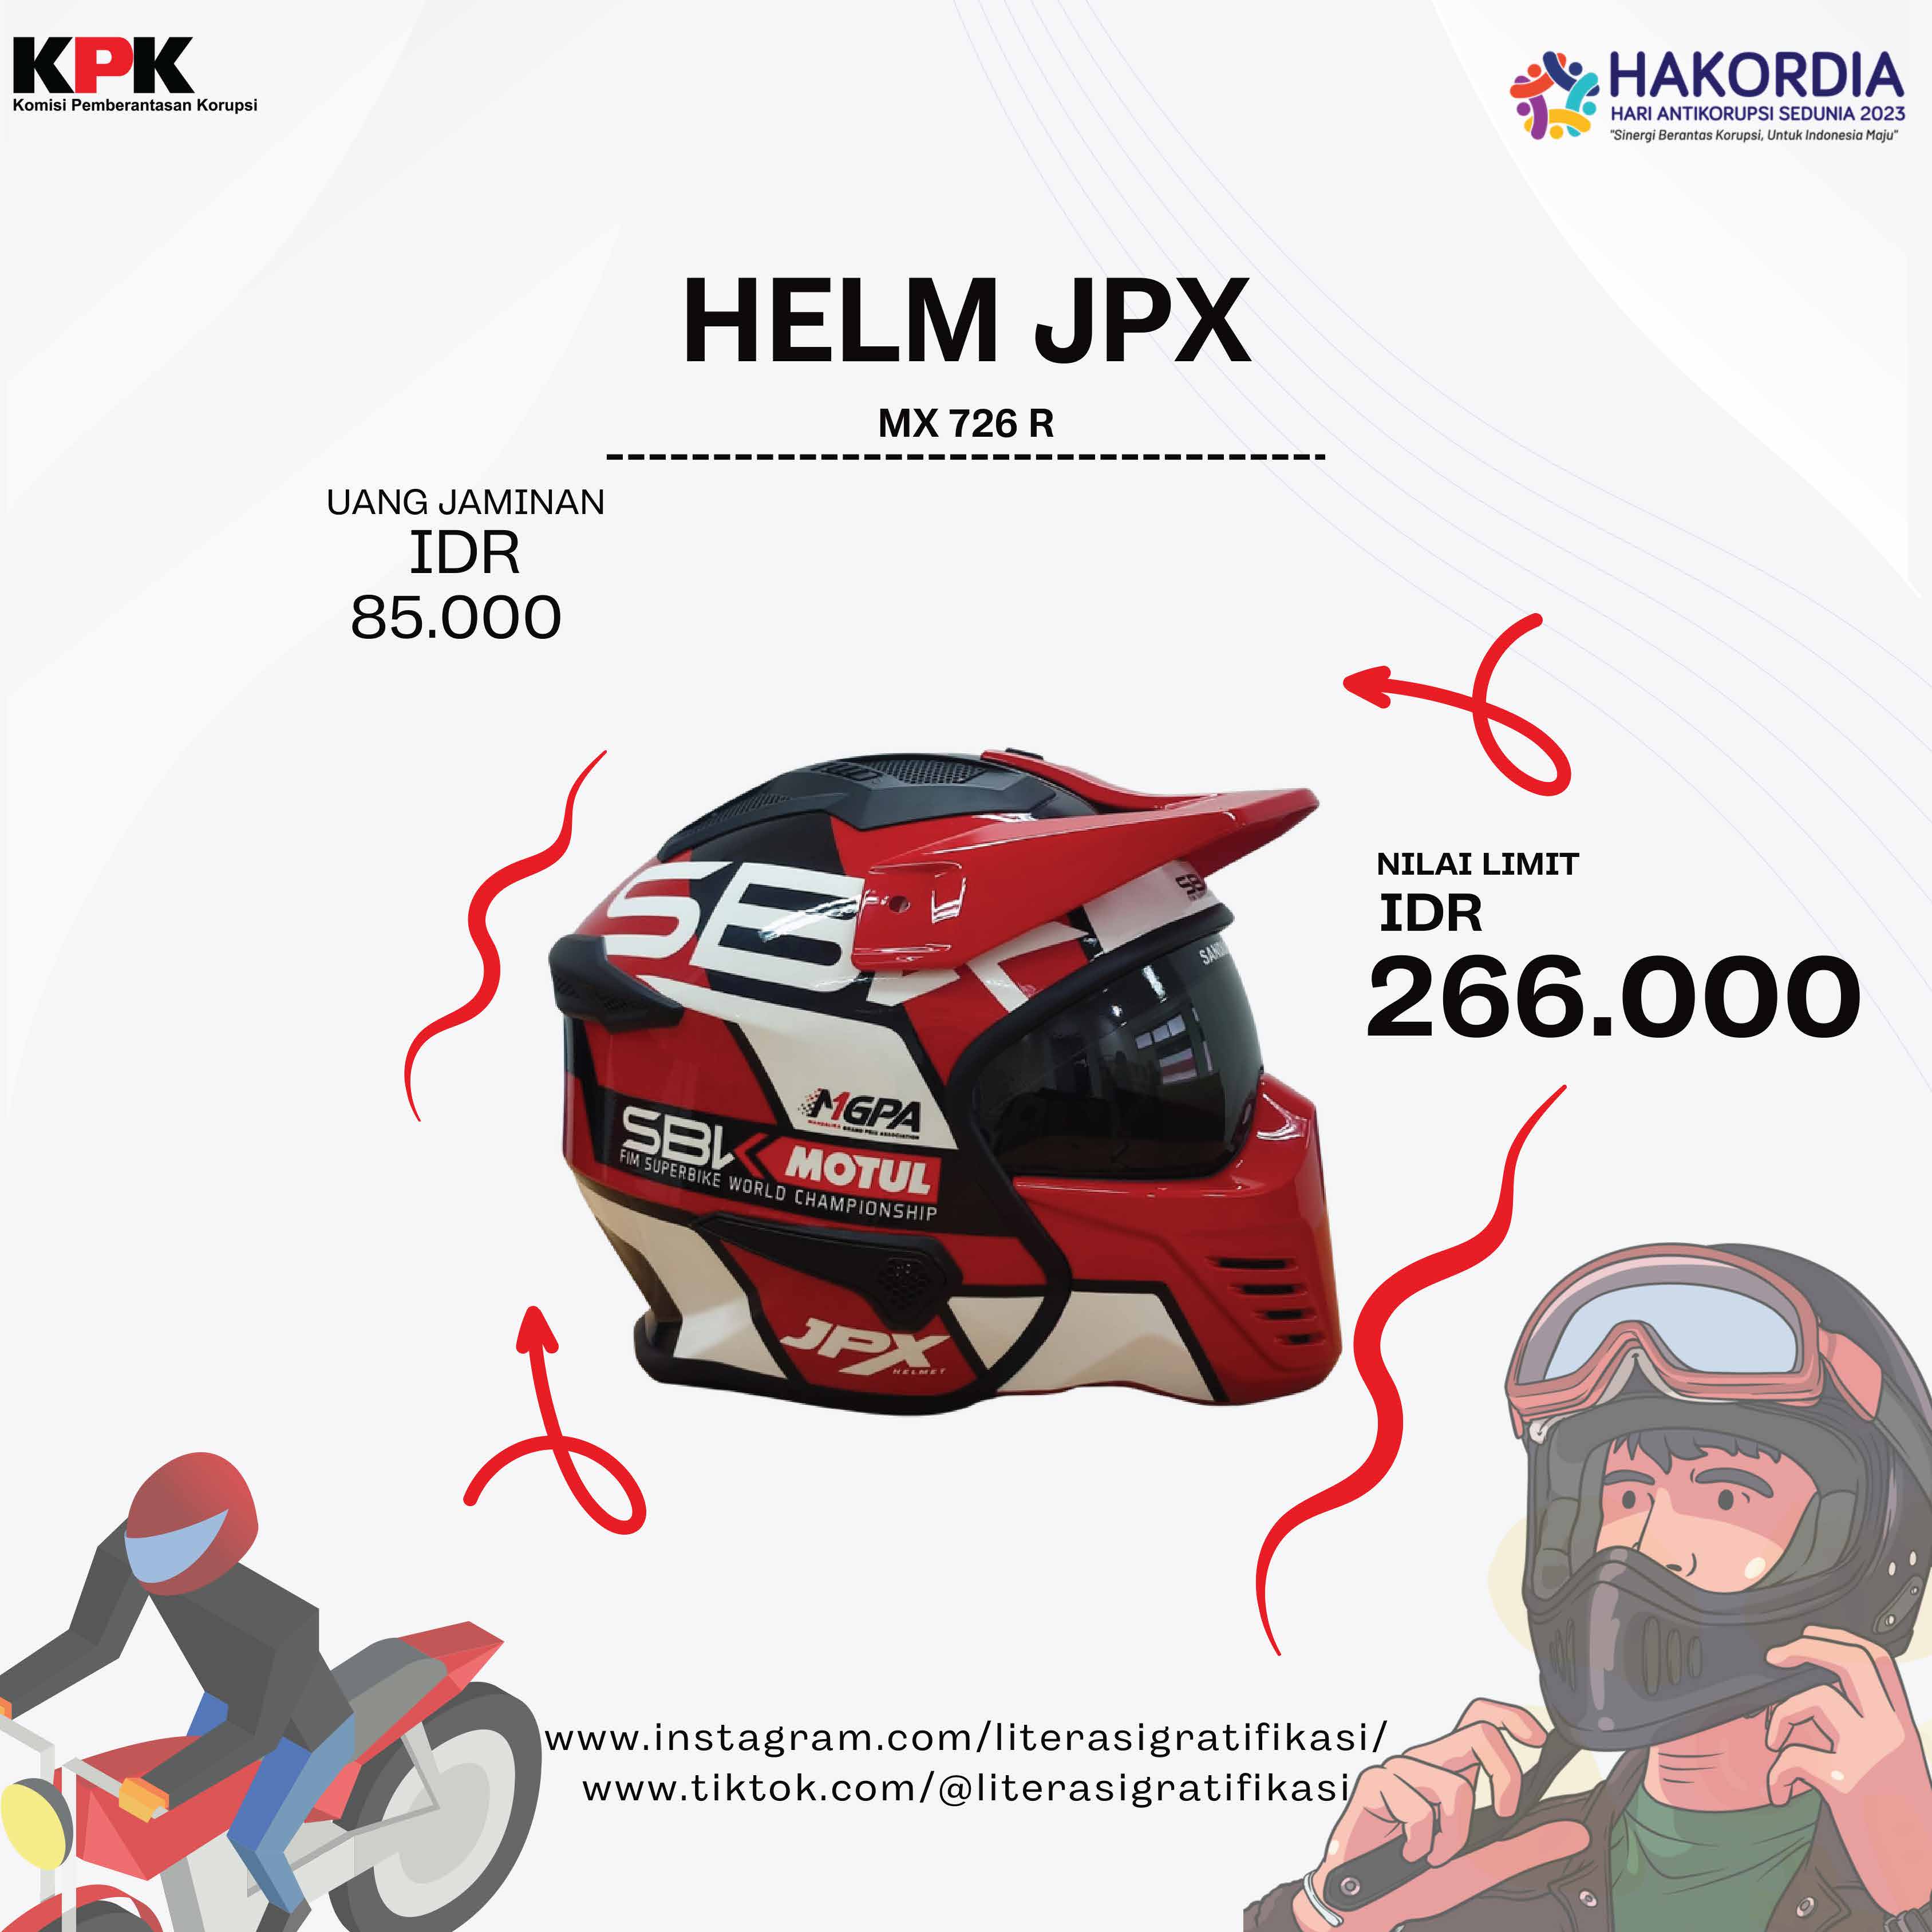 KPK
Komisi Pemberantasan Korupsi
HAKORDIA
HARI ANTIKORUPSI SEDUNIA 2023
"Sinergi Berantas Korupsi, Untuk Indonesia Maju"
HELM JPX
MX 726 R
UANG JAMINAN
IDR
85.000
NILAI LIMIT
IDR
266.000
SB
M1GPA
SBK
MOTUL
FIM SUPERBIKE WORLD CHAMPIONSHIP
JPX
HELMET
www.instagram.com/literasigratifikasi/
www.tiktok.com/@literasigratifikasi